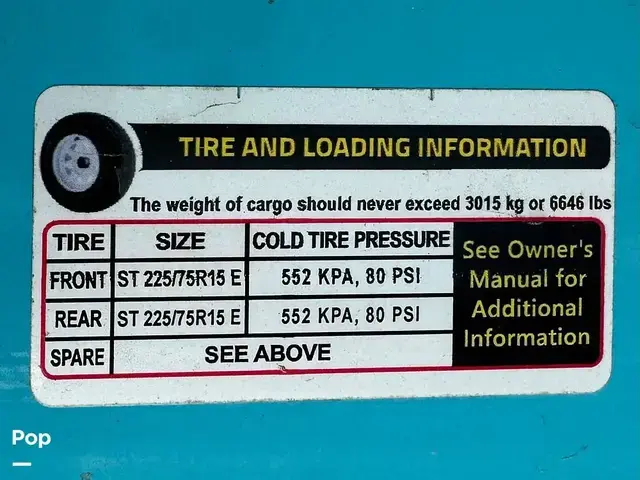 TIRE AND LOADING INFORMATION
The weight of cargo should never exceed 3015 kg or 6646 lbs
TIRE SIZE COLD TIRE PRESSURE
FRONT ST 225/75R15 E 552 KPA, 80 PSI
REAR ST 225/75R15 E 552 KPA, 80 PSI
SPARE SEE ABOVE
See Owner's
Manual for
Additional
Information
Pop